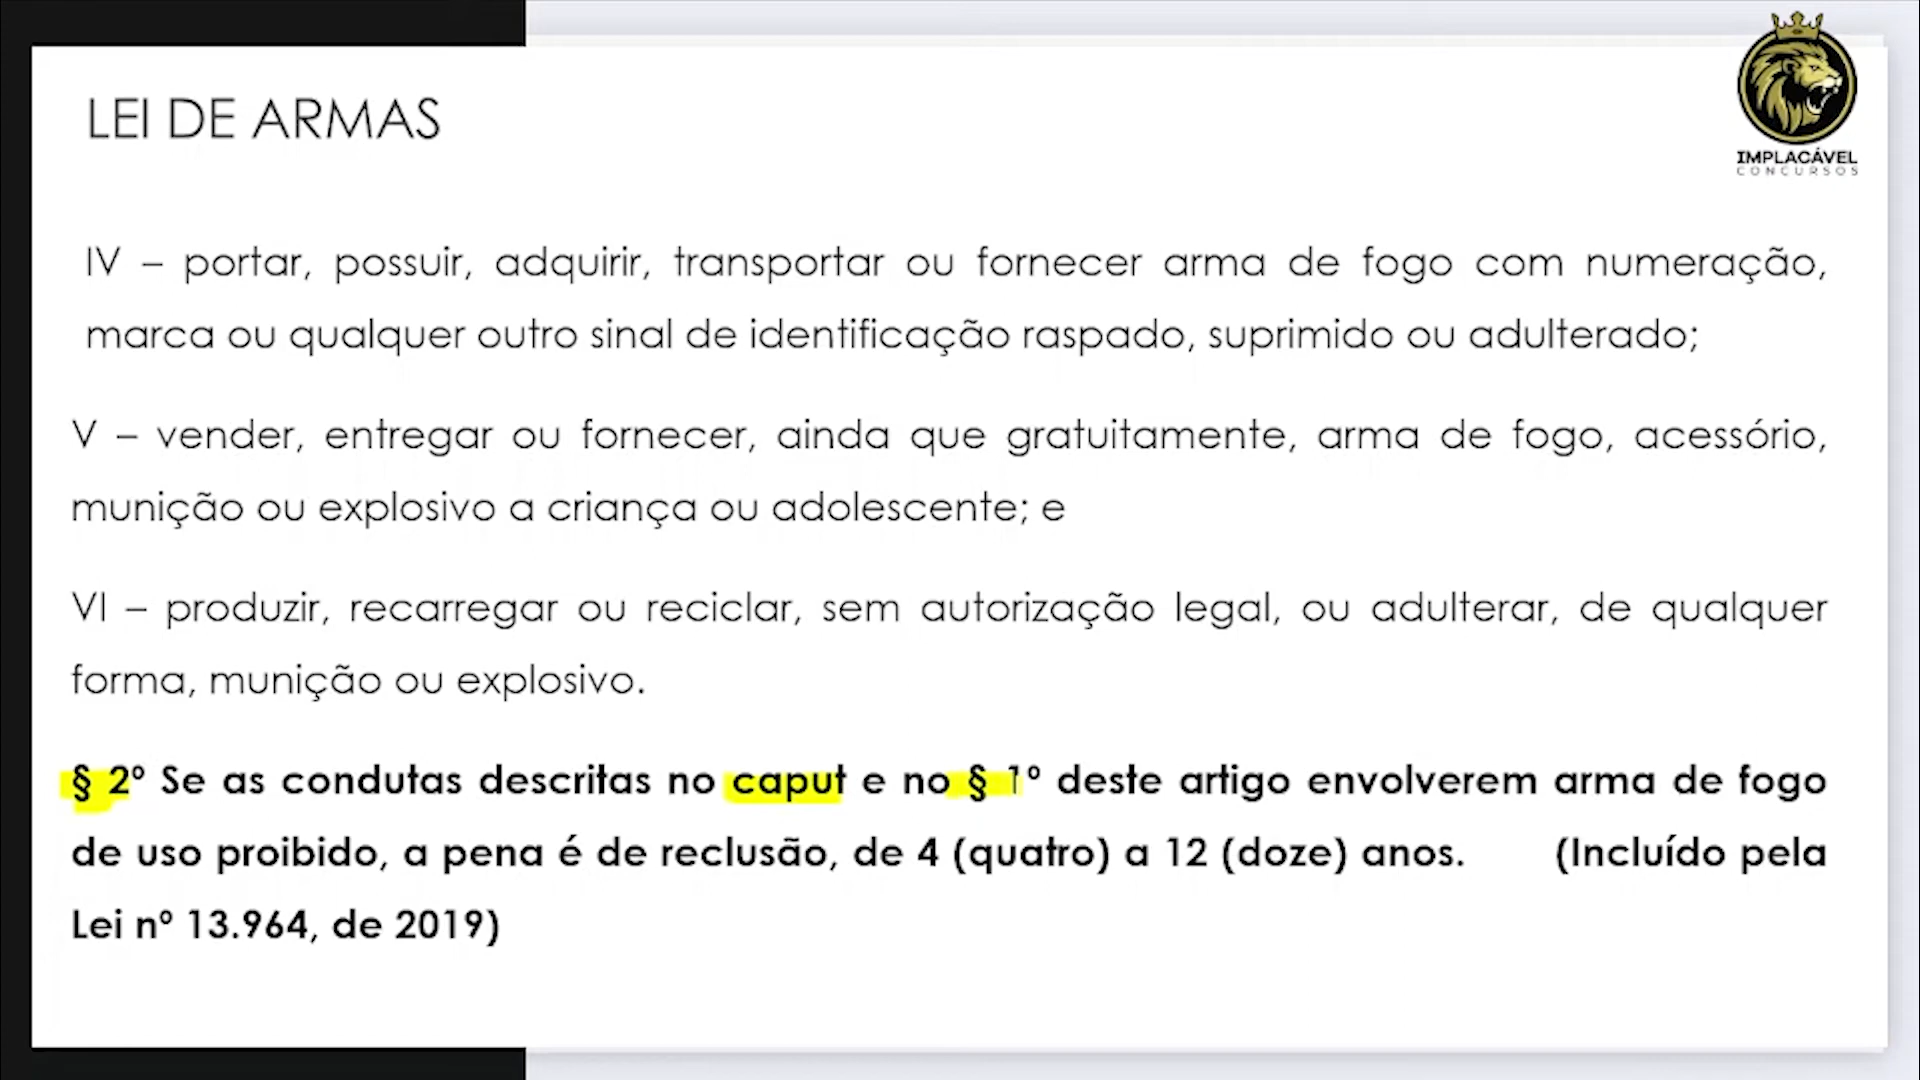 IMPLACÁVEL
CONCURSOS
LEI DE ARMAS
IV – portar, possuir, adquirir, transportar ou fornecer arma de fogo com numeração,
marca ou qualquer outro sinal de identificação raspado, suprimido ou adulterado;
V – vender, entregar ou fornecer, ainda que gratuitamente, arma de fogo, acessório,
munição ou explosivo a criança ou adolescente; e
VI – produzir, recarregar ou reciclar, sem autorização legal, ou adulterar, de qualquer
forma, munição ou explosivo.
§ 2º Se as condutas descritas no caput e no § 1º deste artigo envolverem arma de fogo
de uso proibido, a pena é de reclusão, de 4 (quatro) a 12 (doze) anos. (Incluído pela
Lei nº 13.964, de 2019)